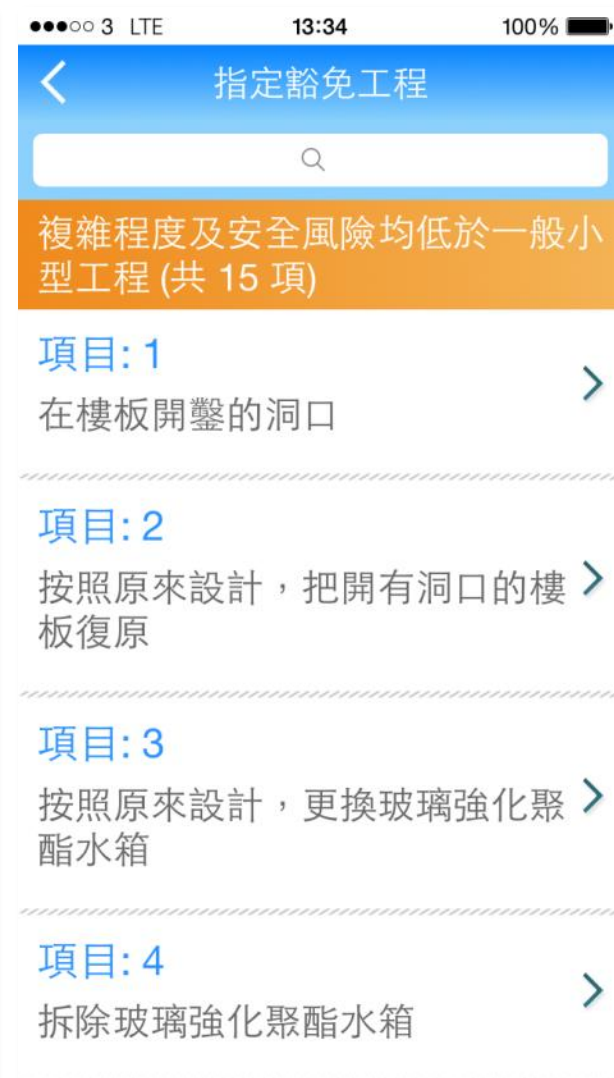 3 LTE 13:34 100%
指定豁免工程
複雜程度及安全風險均低於一般小
型工程 (共 15 項)
項目: 1
在樓板開鑿的洞口
項目: 2
按照原來設計，把開有洞口的樓
板復原
項目: 3
按照原來設計，更換玻璃強化聚
酯水箱
項目: 4
拆除玻璃強化聚酯水箱